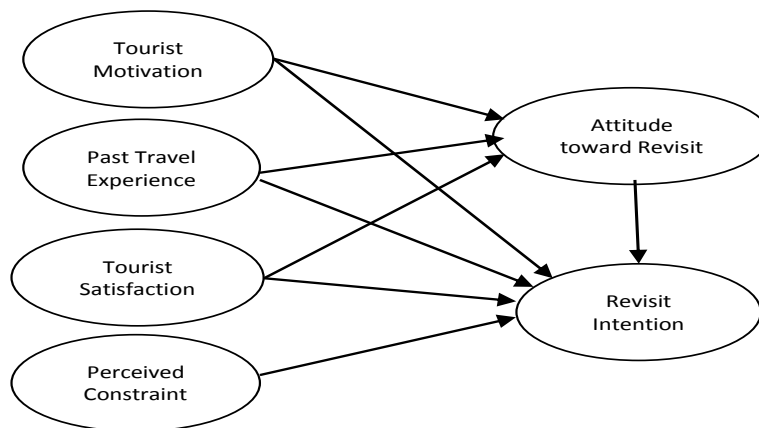 Tourist
Motivation
Past Travel
Experience
Tourist
Satisfaction
Perceived
Constraint
Attitude
toward Revisit
Revisit
Intention